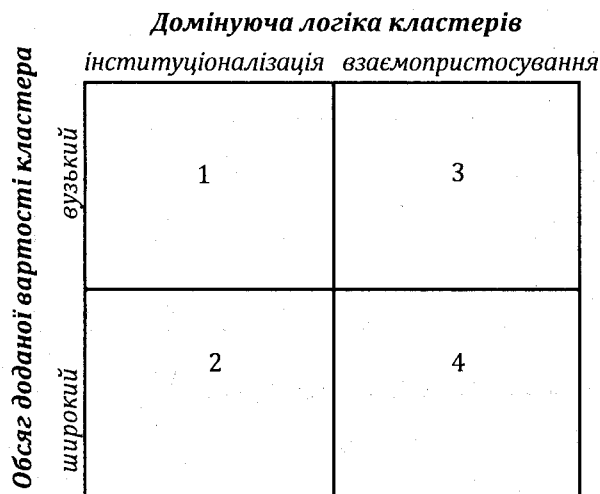 Домінуюча логіка кластерів
інституціоналізація взаємопристосування
Обсяг доданої вартості кластера
вузький
широкий
1
3
2
4